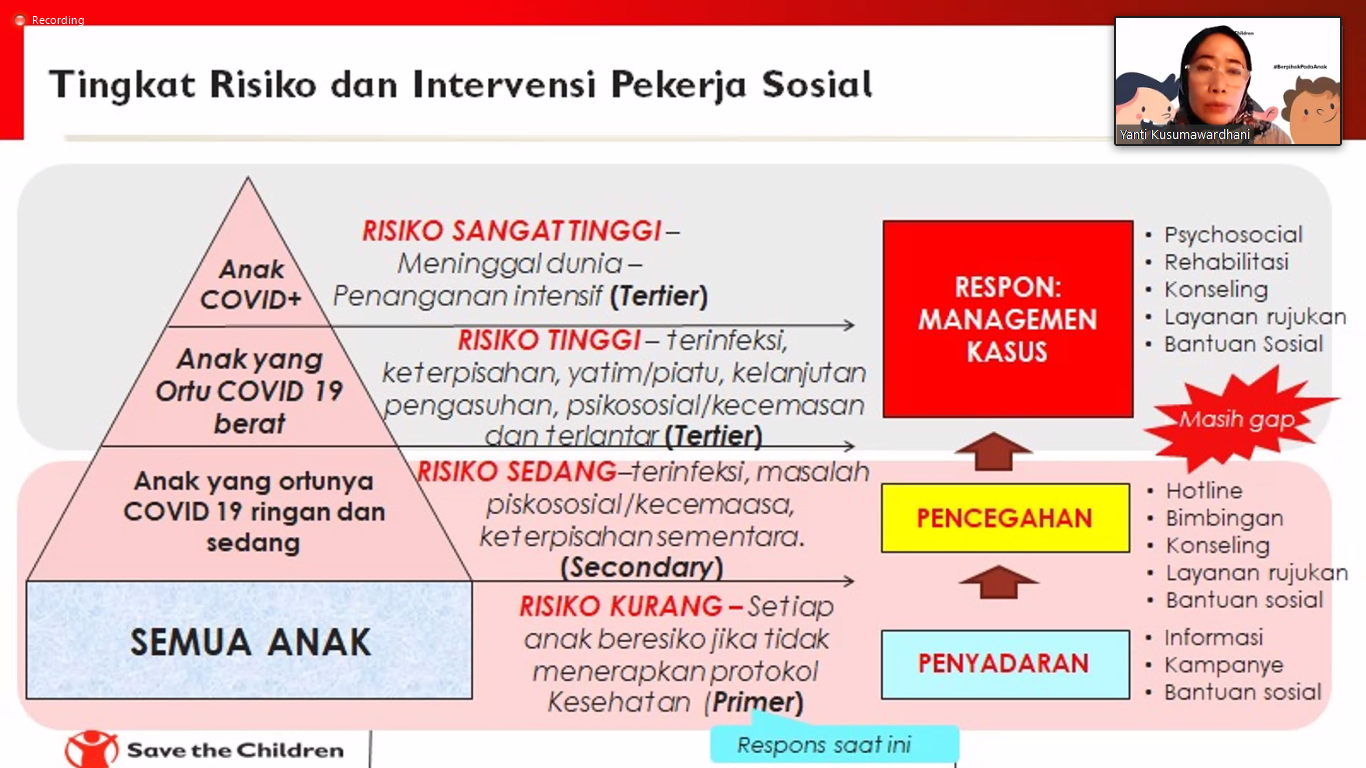 Recording
Tingkat Risiko dan Intervensi Pekerja Sosial
#BerpihakPadaAnak
Yanti Kusumawardhani
Anak
COVID+
RISIKO SANGAT TINGGI –
Meninggal dunia –
Penanganan intensif (Tertier)
Anak yang
Ortu COVID 19
berat
RISIKO TINGGI – terinfeksi,
keterpisahan, yatim/piatu, kelanjutan
pengasuhan, psikososial/kecemasan
dan terlantar (Tertier)
RESPON:
MANAGEMEN
KASUS
• Psychosocial
• Rehabilitasi
• Konseling
• Layanan rujukan
• Bantuan Sosial
Masih gap
Anak yang ortunya
COVID 19 ringan dan
sedang
RISIKO SEDANG–terinfeksi, masalah
piskososial/kecemaasa,
keterpisahan sementara.
(Secondary)
PENCEGAHAN
• Hotline
• Bimbingan
• Konseling
• Layanan rujukan
• Bantuan sosial
SEMUA ANAK
RISIKO KURANG – Setiap
anak beresiko jika tidak
menerapkan protokol
Kesehatan (Primer)
PENYADARAN
• Informasi
• Kampanye
• Bantuan sosial
Respons saat ini
Save the Children